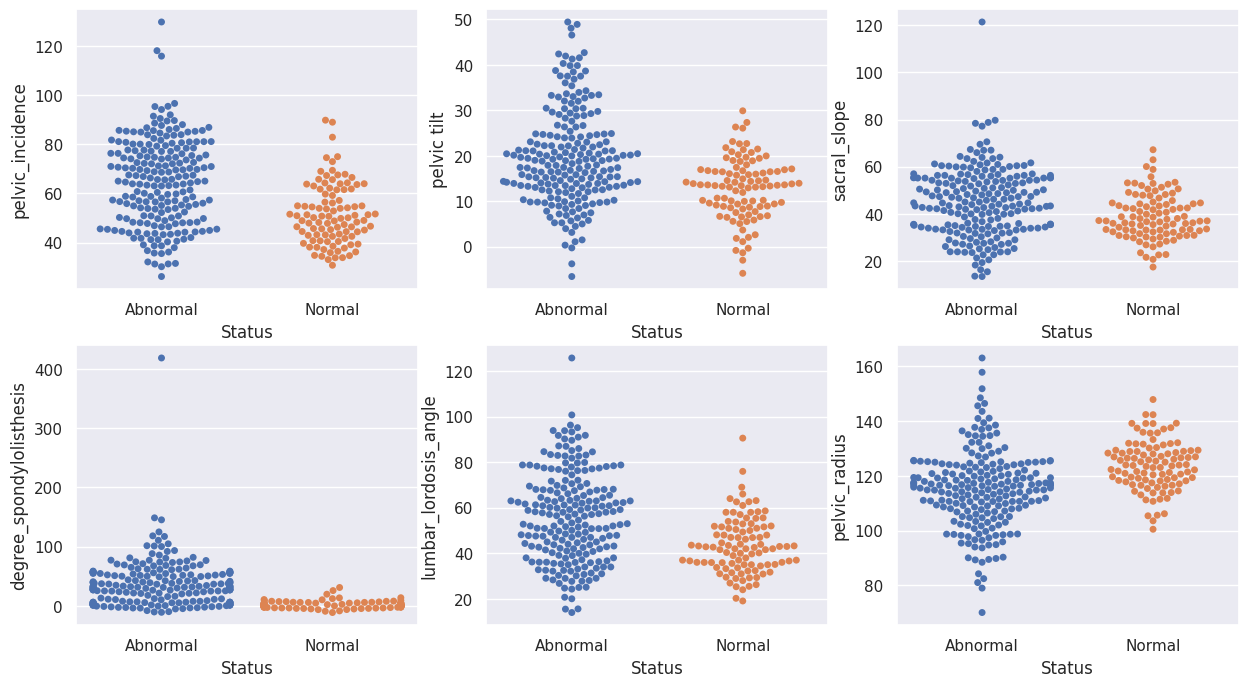 pelvic_incidence
120
100
80
60
40
Abnormal
Normal
Status
pelvic tilt
50
40
30
20
10
0
Abnormal
Normal
Status
sacral_slope
120
100
80
60
40
20
Abnormal
Normal
Status
degree_spondylolisthesis
400
300
200
100
0
Abnormal
Normal
Status
lumbar_lordosis_angle
120
100
80
60
40
20
Abnormal
Normal
Status
pelvic_radius
160
140
120
100
80
Abnormal
Normal
Status